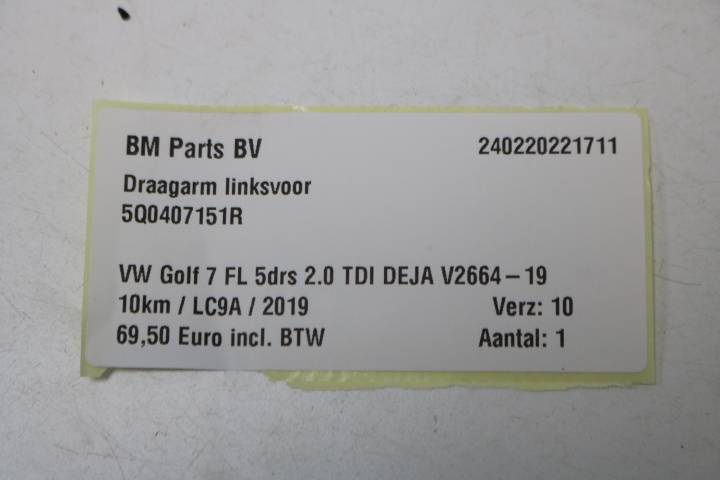 BM Parts BV 240220221711
Draagarm linksvoor
5Q0407151R
VW Golf 7 FL 5drs 2.0 TDI DEJA V2664-19
10km / LC9A / 2019 Verz: 10
69,50 Euro incl. BTW Aantal: 1